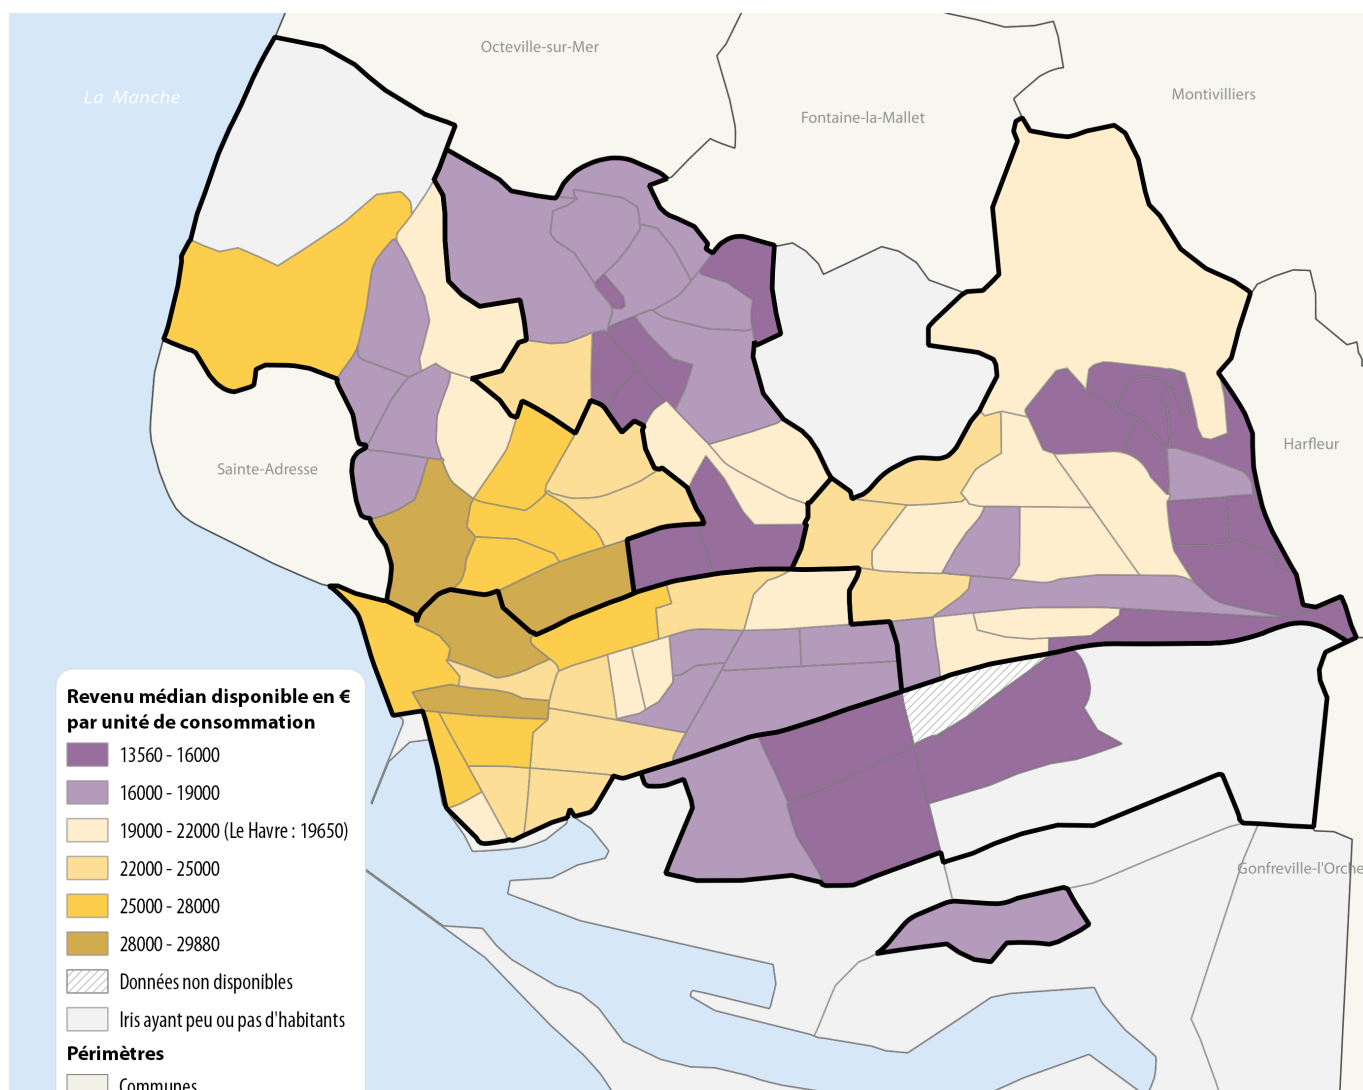 Octeville-sur-Mer
La Manche
Montivilliers
Fontaine-la-Mallet
Harfleur
Sainte-Adresse
Revenu médian disponible en €
par unité de consommation
13560 - 16000
16000 - 19000
19000 - 22000 (Le Havre : 19650)
22000 - 25000
25000 - 28000
28000 - 29880
Données non disponibles
Iris ayant peu ou pas d'habitants
Périmètres
Communes
Gonfreville-l'Orche